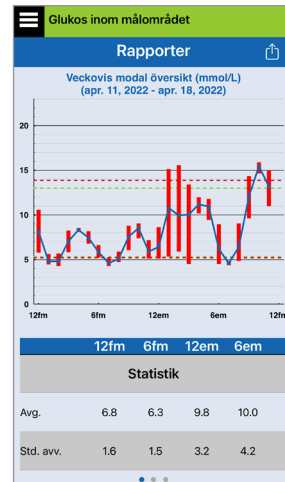 Glukos inom målområdet
Rapporter
Veckovis modal översikt (mmol/L)
(apr. 11, 2022 - apr. 18, 2022)
20
15
10
5
0
12fm 6fm 12em 6em 12fm
12fm 6fm 12em 6em
Statistik
Avg. 6.8 6.3 9.8 10.0
Std. avv. 1.6 1.5 3.2 4.2